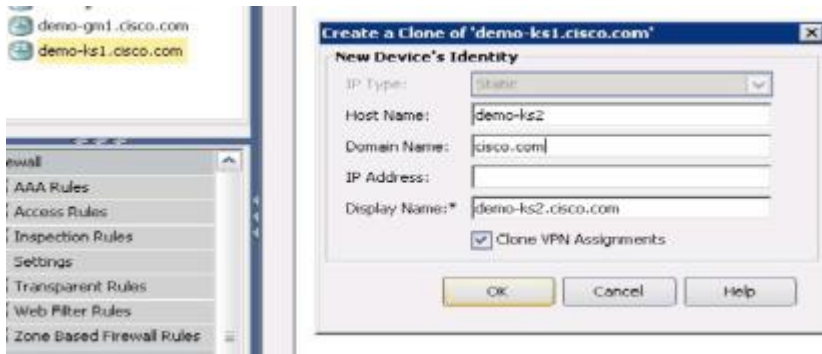 demo-gm1.cisco.com
demo-ks1.cisco.com
ewall
AAA Rules
Access Rules
Inspection Rules
Settings
Transparent Rules
Web Filter Rules
Zone Based Firewall Rules
Create a Clone of 'demo-ks1.cisco.com'
New Device's Identity
IP Type: Static
Host Name: demo-ks2
Domain Name: cisco.com
IP Address:
Display Name:* demo-ks2.cisco.com
Clone VPN Assignments
OK Cancel Help